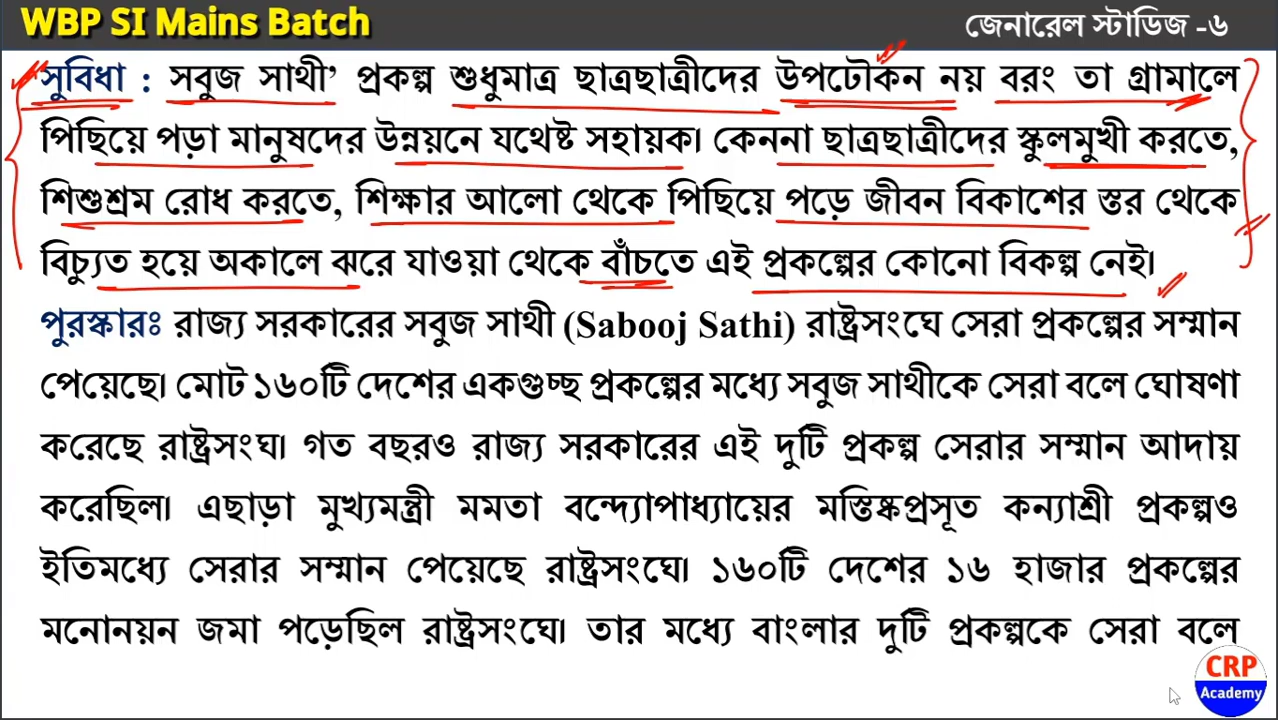 WBP SI Mains Batch
জেনারেল স্টাডিজ -৬
সুবিধা : সবুজ সাথী’ প্রকল্প শুধুমাত্র ছাত্রছাত্রীদের উপঢৌকন নয় বরং তা গ্রামালে
পিছিয়ে পড়া মানুষদের উন্নয়নে যথেষ্ট সহায়ক। কেননা ছাত্রছাত্রীদের স্কুলমুখী করতে,
শিশুশ্রম রোধ করতে, শিক্ষার আলো থেকে পিছিয়ে পড়ে জীবন বিকাশের স্তর থেকে
বিচ্যুত হয়ে অকালে ঝরে যাওয়া থেকে বাঁচতে এই প্রকল্পের কোনো বিকল্প নেই।
পুরস্কারঃ রাজ্য সরকারের সবুজ সাথী (Sabooj Sathi) রাষ্ট্রসংঘে সেরা প্রকল্পের সম্মান
পেয়েছে। মোট ১৬০টি দেশের একগুচ্ছ প্রকল্পের মধ্যে সবুজ সাথীকে সেরা বলে ঘোষণা
করেছে রাষ্ট্রসংঘ। গত বছরও রাজ্য সরকারের এই দুটি প্রকল্প সেরার সম্মান আদায়
করেছিল। এছাড়া মুখ্যমন্ত্রী মমতা বন্দ্যোপাধ্যায়ের মস্তিষ্কপ্রসূত কন্যাশ্রী প্রকল্পও
ইতিমধ্যে সেরার সম্মান পেয়েছে রাষ্ট্রসংঘে। ১৬০টি দেশের ১৬ হাজার প্রকল্পের
মনোনয়ন জমা পড়েছিল রাষ্ট্রসংঘে। তার মধ্যে বাংলার দুটি প্রকল্পকে সেরা বলে
CRP
Academy